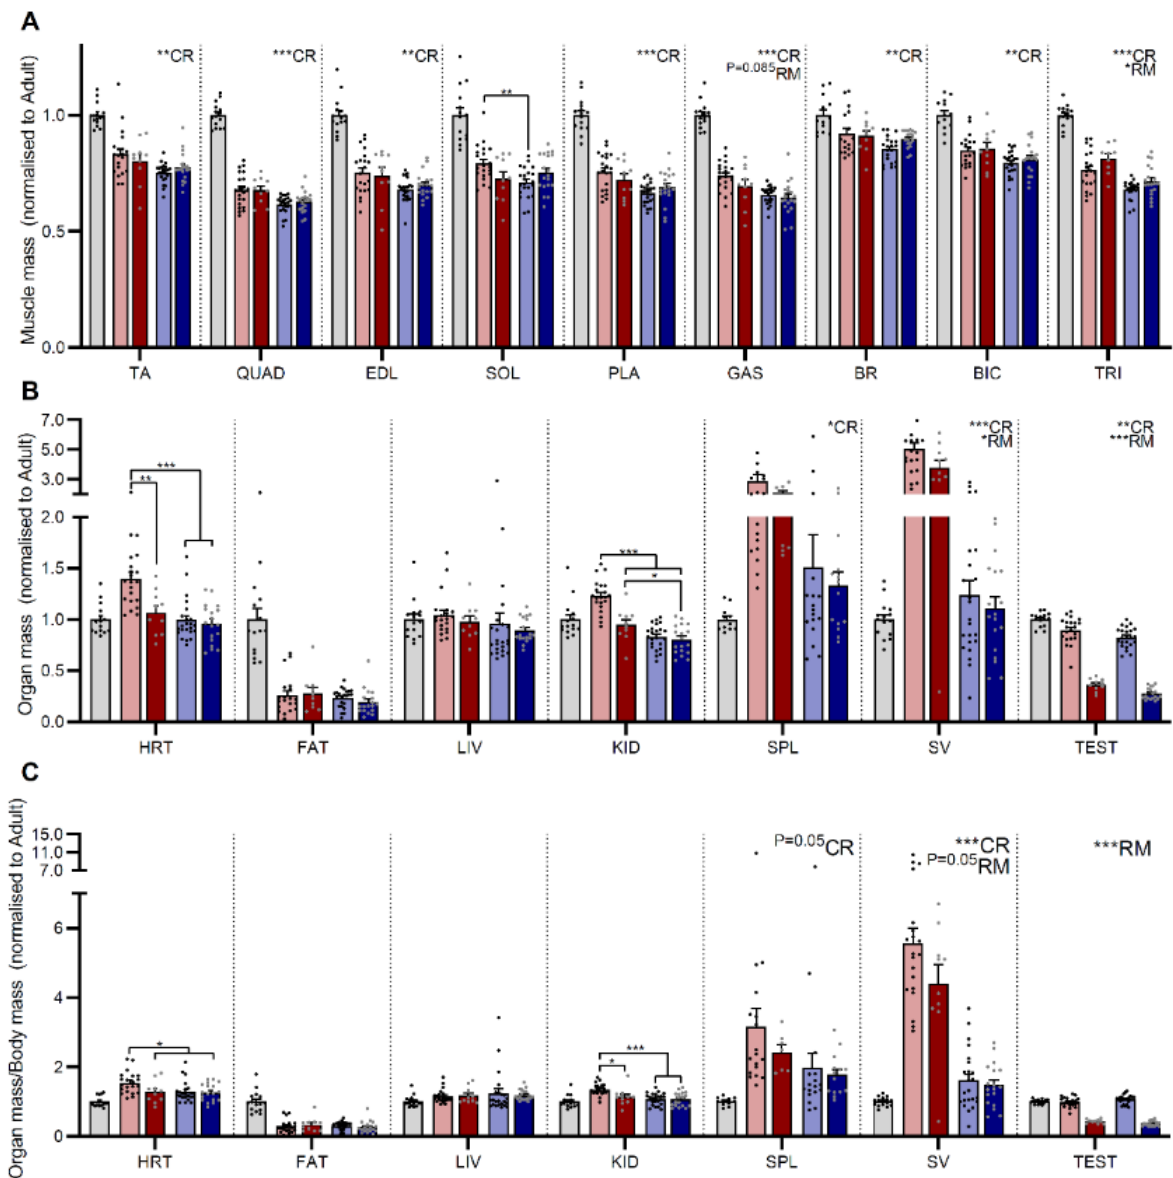 A
**CR ***CR **CR ***CR ***CR **CR **CR ***CR
P=0.085RM *RM
**
Muscle mass (normalised to Adult)
1.0
0.5
0.0
TA QUAD EDL SOL PLA GAS BR BIC TRI
B
*CR ***CR **CR
*RM ***RM
Organ mass (normalised to Adult)
7.0
5.0
3.0
2.0
1.5
1.0
0.5
0.0
***
**
***
*
HRT FAT LIV KID SPL SV TEST
C
P=0.05CR ***CR ***RM
P=0.05RM
Organ mass/Body mass (normalised to Adult)
15.0
11.0
7.0
6
4
2
0
*
***
*
HRT FAT LIV KID SPL SV TEST